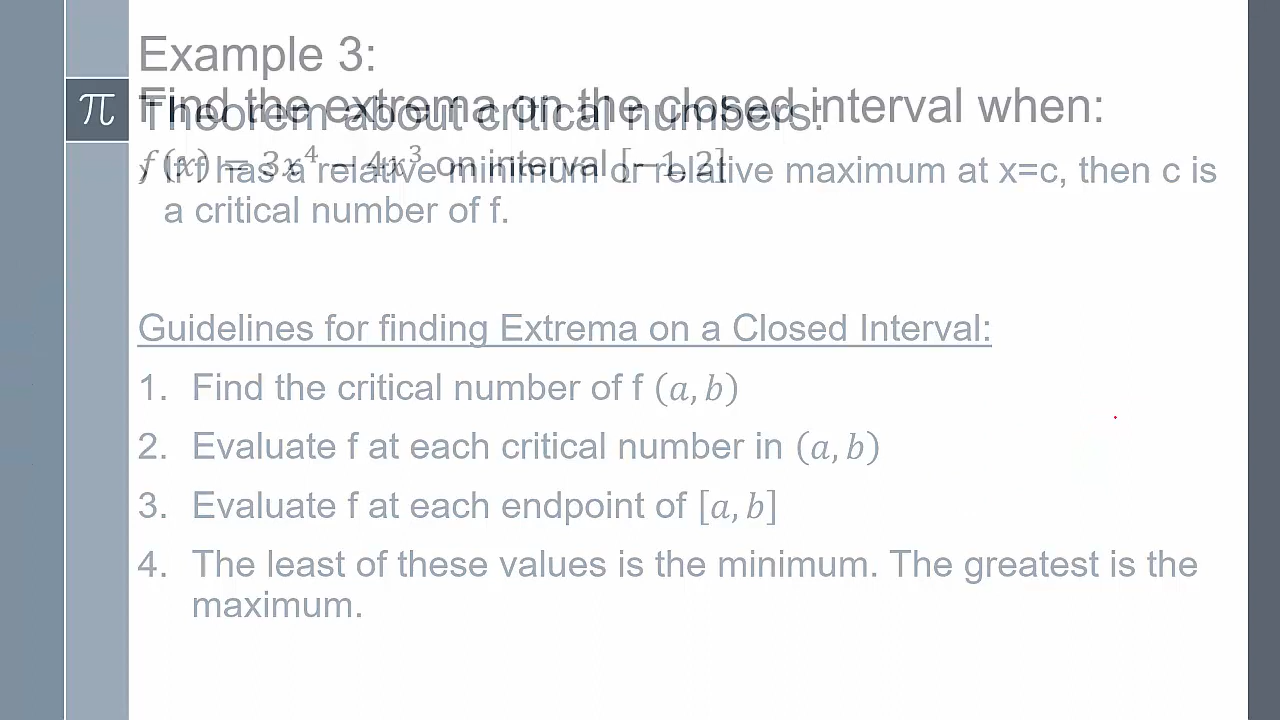 Example 3:
π
Find the extrema on the closed interval when:
Theorem about critical numbers:
f(x) = 3x⁴ − 4x³ on interval [−1,2]
If f has a relative minimum or relative maximum at x=c, then c is
a critical number of f.
Guidelines for finding Extrema on a Closed Interval:
1. Find the critical number of f (a, b)
2. Evaluate f at each critical number in (a, b)
3. Evaluate f at each endpoint of [a, b]
4. The least of these values is the minimum. The greatest is the
maximum.